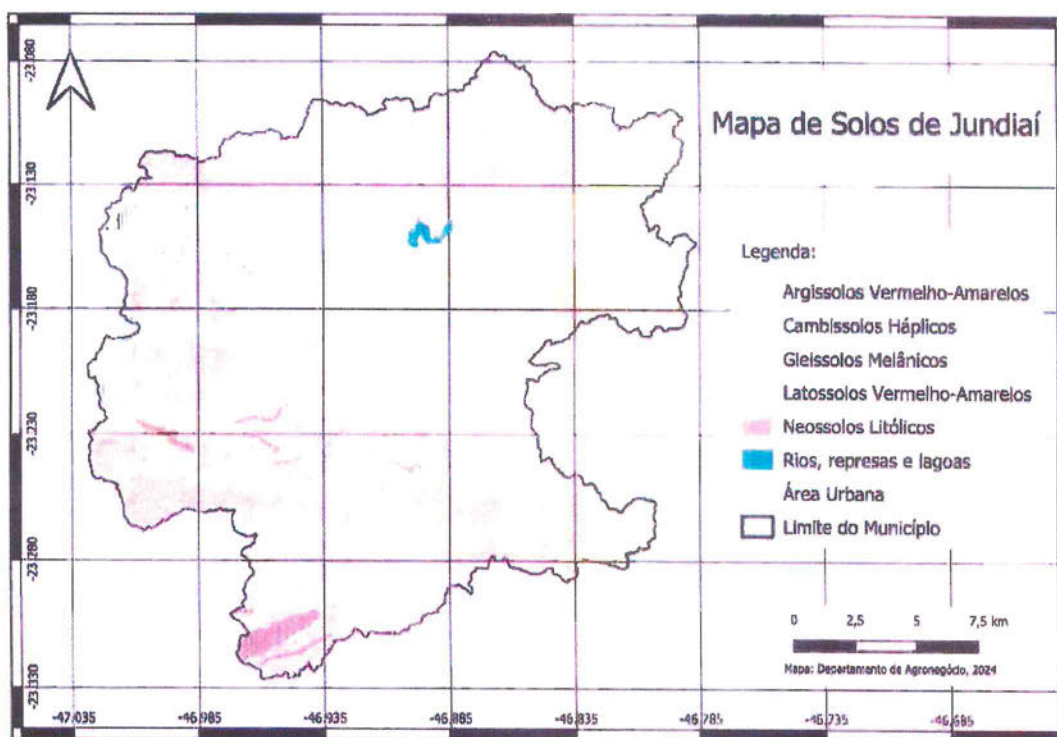 Mapa de Solos de Jundiaí
Legenda:
Argissolos Vermelho-Amarelos
Cambissolos Háplicos
Gleissolos Melânicos
Latossolos Vermelho-Amarelos
Neossolos Litólicos
Rios, represas e lagoas
Área Urbana
Limite do Município
0 2,5 5 7,5 km
Mapa: Departamento de Agronegócio, 2024
-23.080
-23.130
-23.180
-23.230
-23.280
-47.035 -46.985 -46.935 -46.885 -46.835 -46.785 -46.735 -46.685